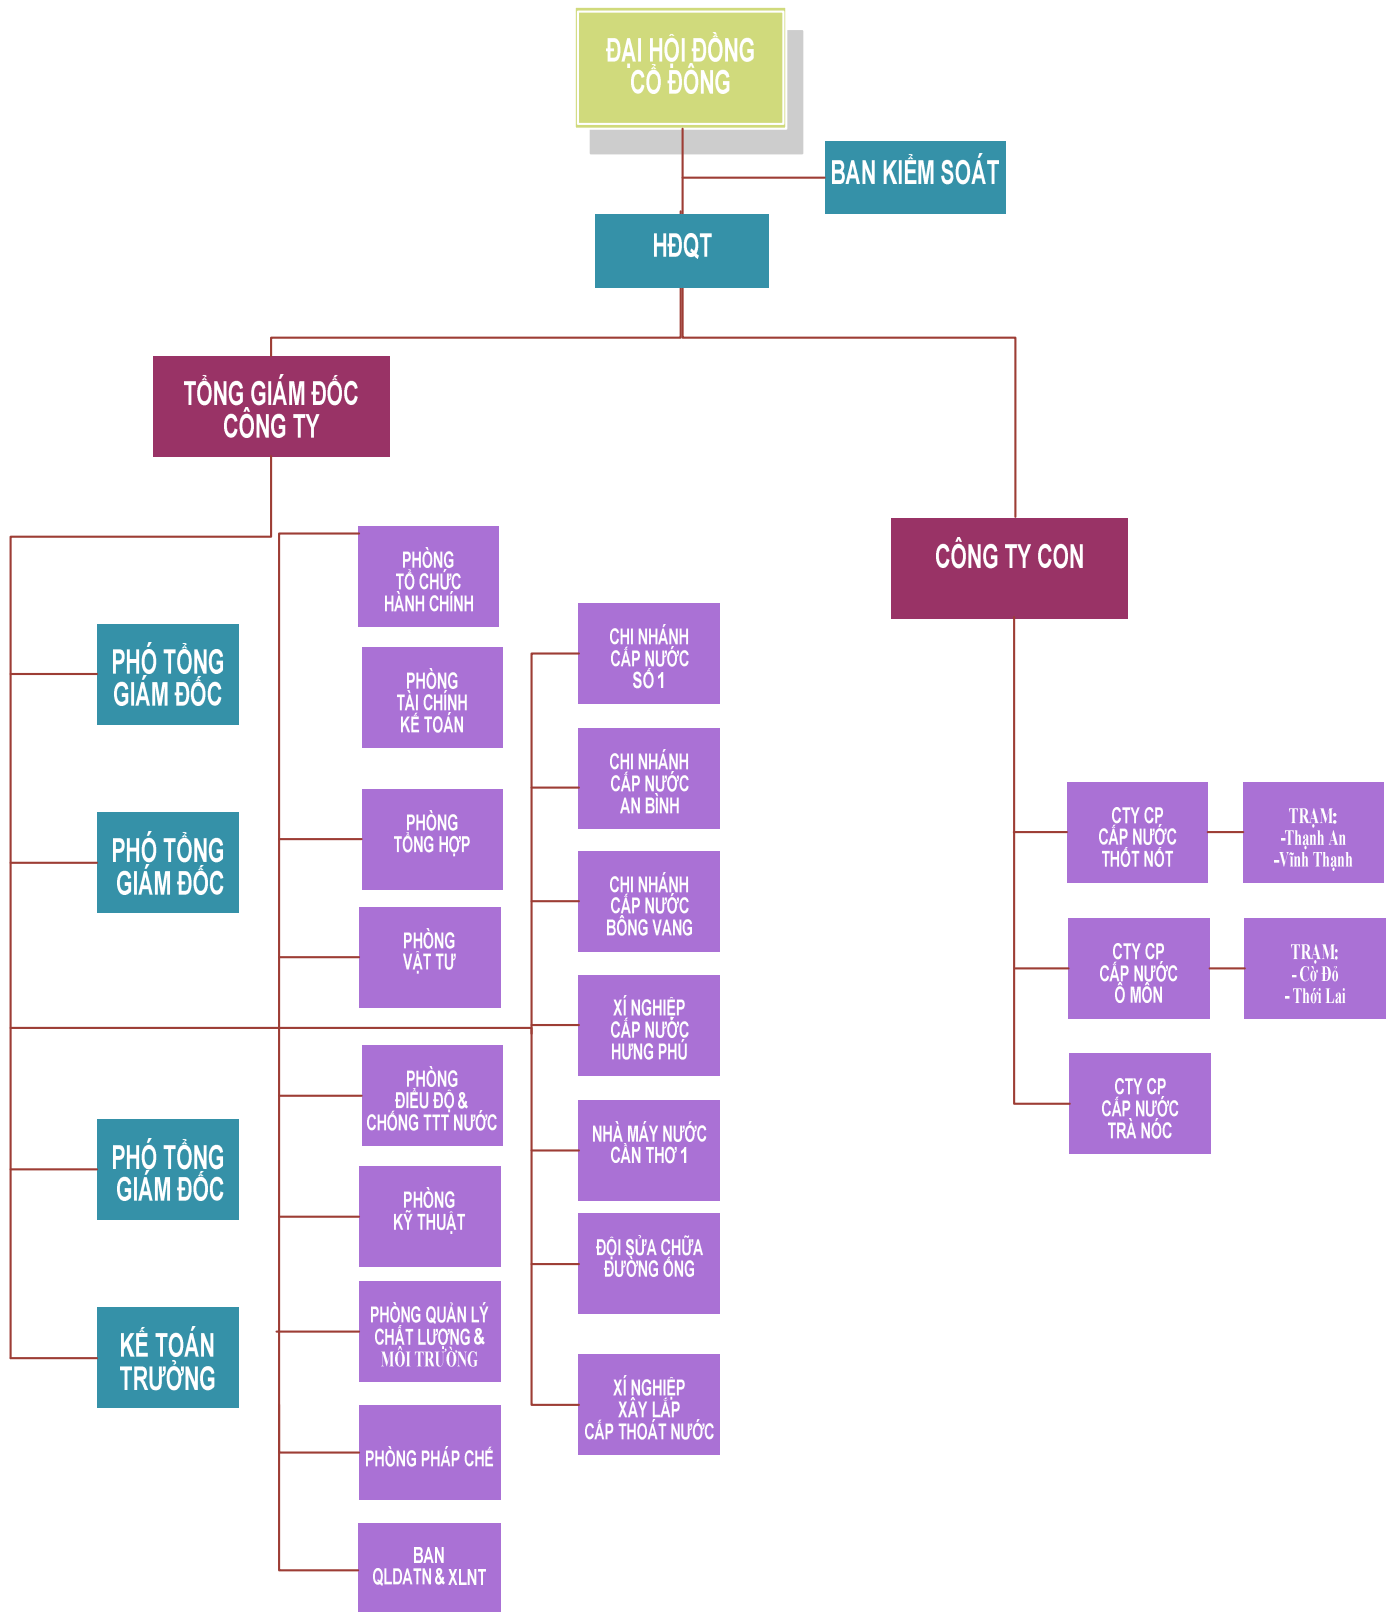 ĐẠI HỘI ĐỒNG
CỔ ĐÔNG
BAN KIỂM SOÁT
HĐQT
TỔNG GIÁM ĐỐC
CÔNG TY
CÔNG TY CON
PHÓ TỔNG
GIÁM ĐỐC
PHÓ TỔNG
GIÁM ĐỐC
PHÓ TỔNG
GIÁM ĐỐC
KẾ TOÁN
TRƯỞNG
PHÒNG
TỔ CHỨC
HÀNH CHÍNH
PHÒNG
TÀI CHÍNH
KẾ TOÁN
PHÒNG
TỔNG HỢP
PHÒNG
VẬT TƯ
PHÒNG
ĐIỀU ĐỘ &
CHỐNG TTT NƯỚC
PHÒNG
KỸ THUẬT
PHÒNG QUẢN LÝ
CHẤT LƯỢNG &
MÔI TRƯỜNG
PHÒNG PHÁP CHẾ
BAN
QLDATN & XLNT
CHI NHÁNH
CẤP NƯỚC
SỐ 1
CHI NHÁNH
CẤP NƯỚC
AN BÌNH
CHI NHÁNH
CẤP NƯỚC
BÔNG VANG
XÍ NGHIỆP
CẤP NƯỚC
HƯNG PHÚ
NHÀ MÁY NƯỚC
CẦN THƠ 1
ĐỘI SỬA CHỮA
ĐƯỜNG ỐNG
XÍ NGHIỆP
XÂY LẮP
CẤP THOÁT NƯỚC
CTY CP
CẤP NƯỚC
THỐT NỐT
TRẠM:
-Thạnh An
-Vĩnh Thạnh
CTY CP
CẤP NƯỚC
Ô MÔN
TRẠM:
- Cờ Đỏ
- Thới Lai
CTY CP
CẤP NƯỚC
TRÀ NÓC